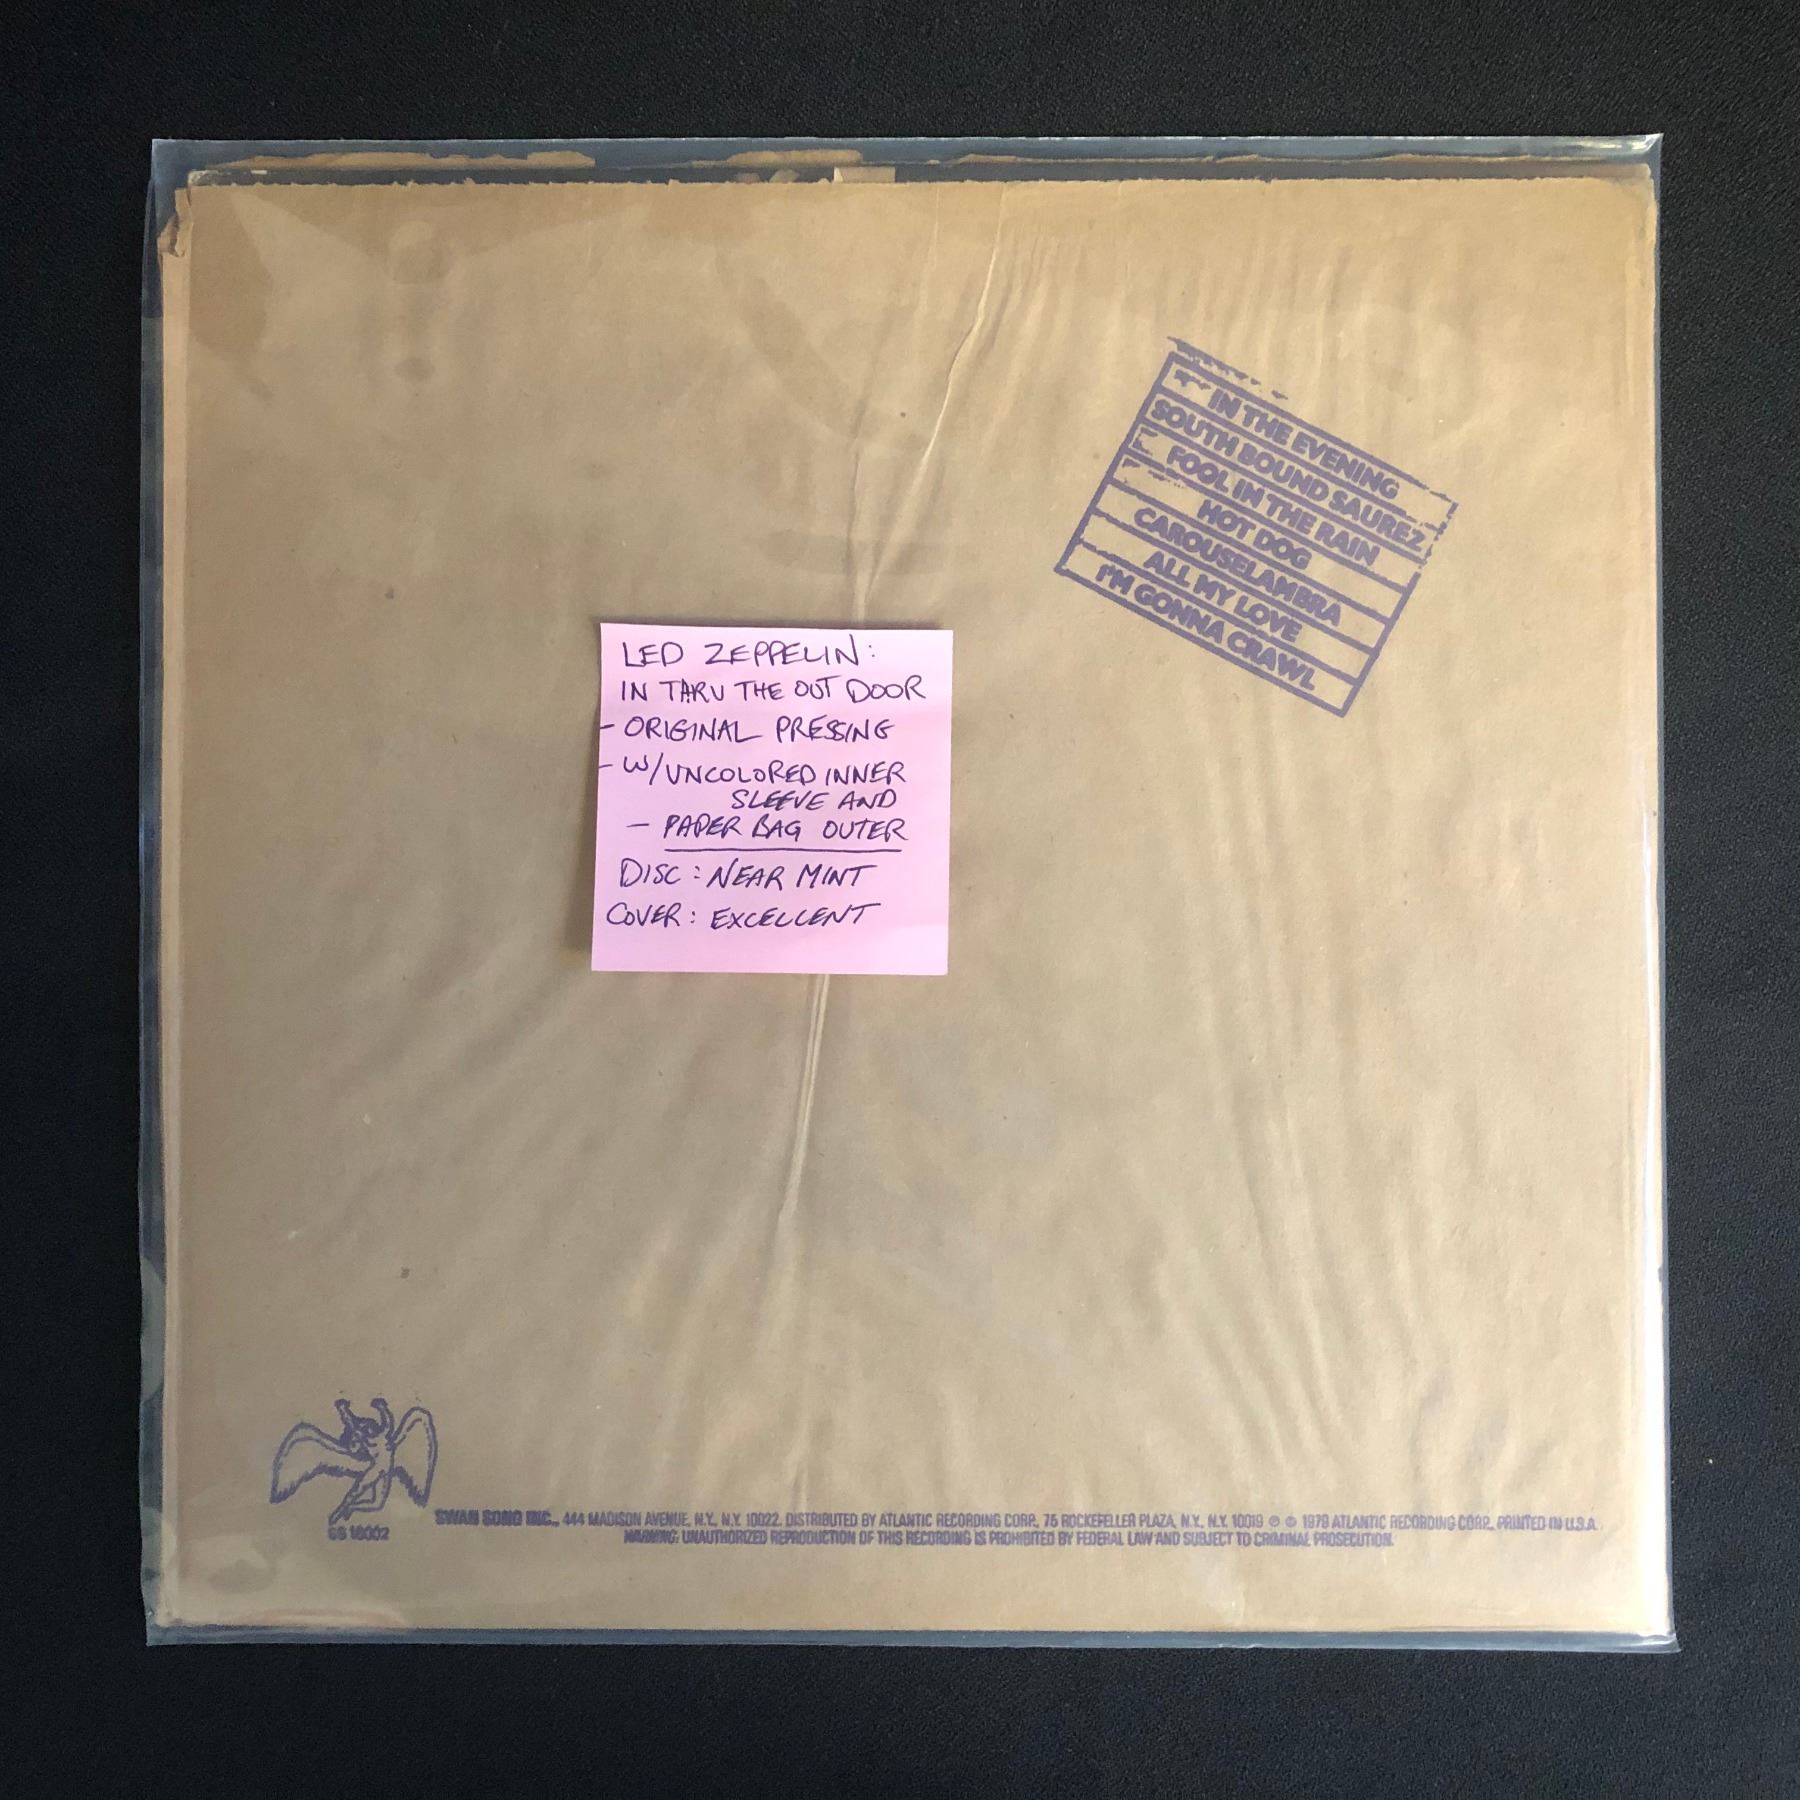 IN THE EVENING
SOUTH BOUND SAUREZ
FOOL IN THE RAIN
HOT DOG
CAROUSELAMBRA
ALL MY LOVE
I'M GONNA CRAWL
LED ZEPPELIN:
IN THRU THE OUT DOOR
- ORIGINAL PRESSING
- W/UNCOLORED INNER
SLEEVE AND
- PAPER BAG OUTER
DISC: NEAR MINT
COVER: EXCELLENT
SS 16002
SWAN SONG INC., 444 MADISON AVENUE, N.Y., N.Y. 10022. DISTRIBUTED BY ATLANTIC RECORDING CORP., 75 ROCKEFELLER PLAZA, N.Y., N.Y. 10019 © ℗ 1979 ATLANTIC RECORDING CORP., PRINTED IN U.S.A.
WARNING: UNAUTHORIZED REPRODUCTION OF THIS RECORDING IS PROHIBITED BY FEDERAL LAW AND SUBJECT TO CRIMINAL PROSECUTION.